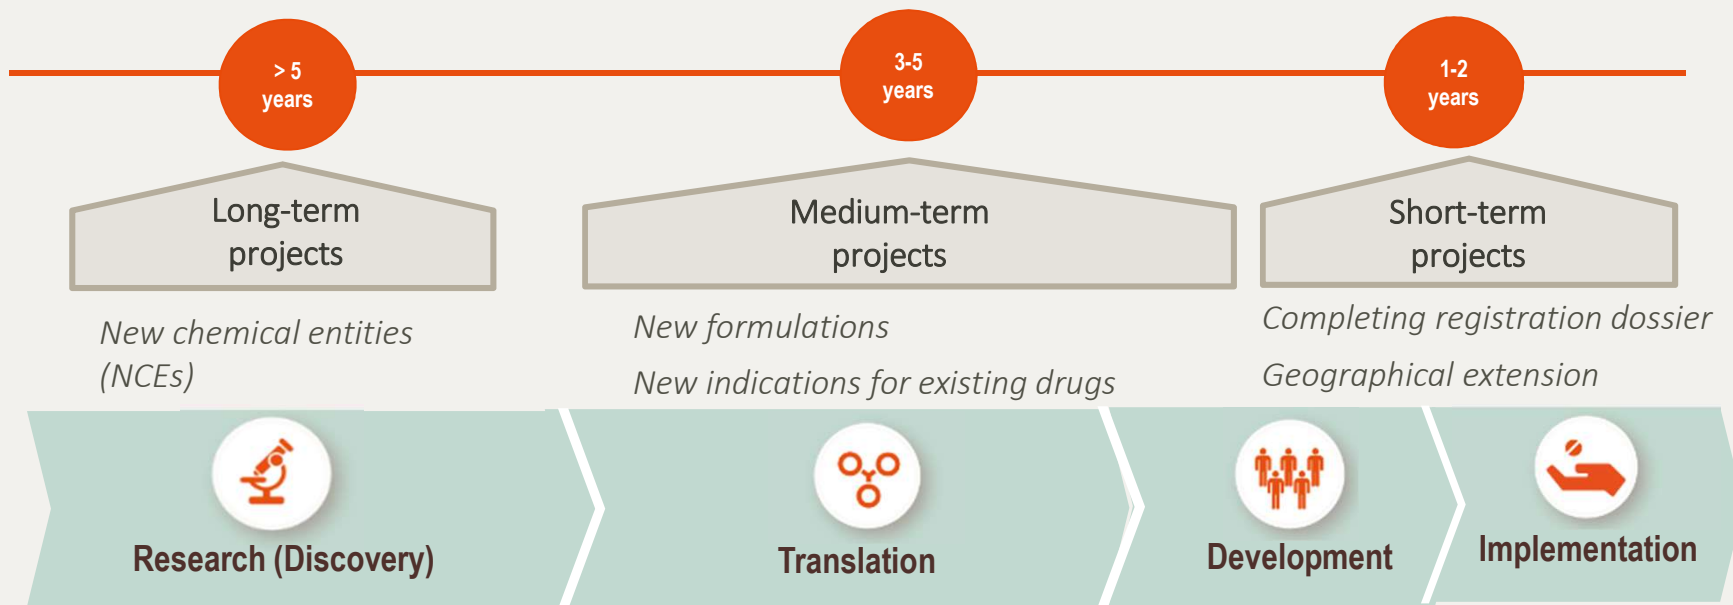 > 5
years
3-5
years
1-2
years
Long-term
projects
Medium-term
projects
Short-term
projects
New chemical entities
(NCEs)
New formulations
New indications for existing drugs
Completing registration dossier
Geographical extension
Research (Discovery)
Translation
Development
Implementation